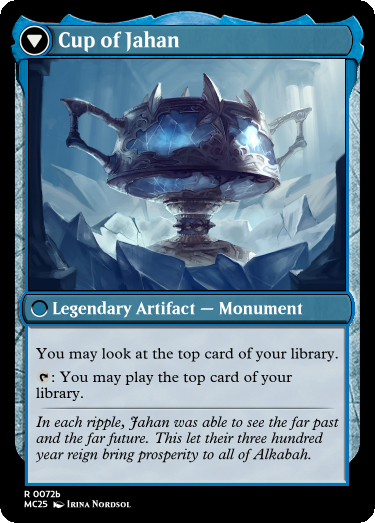 Cup of Jahan
Legendary Artifact — Monument
You may look at the top card of your library.
: You may play the top card of your
library.
In each ripple, Jahan was able to see the far past
and the far future. This let their three hundred
year reign bring prosperity to all of Alkabah.
R 0072b
MC25 Irina Nordsol